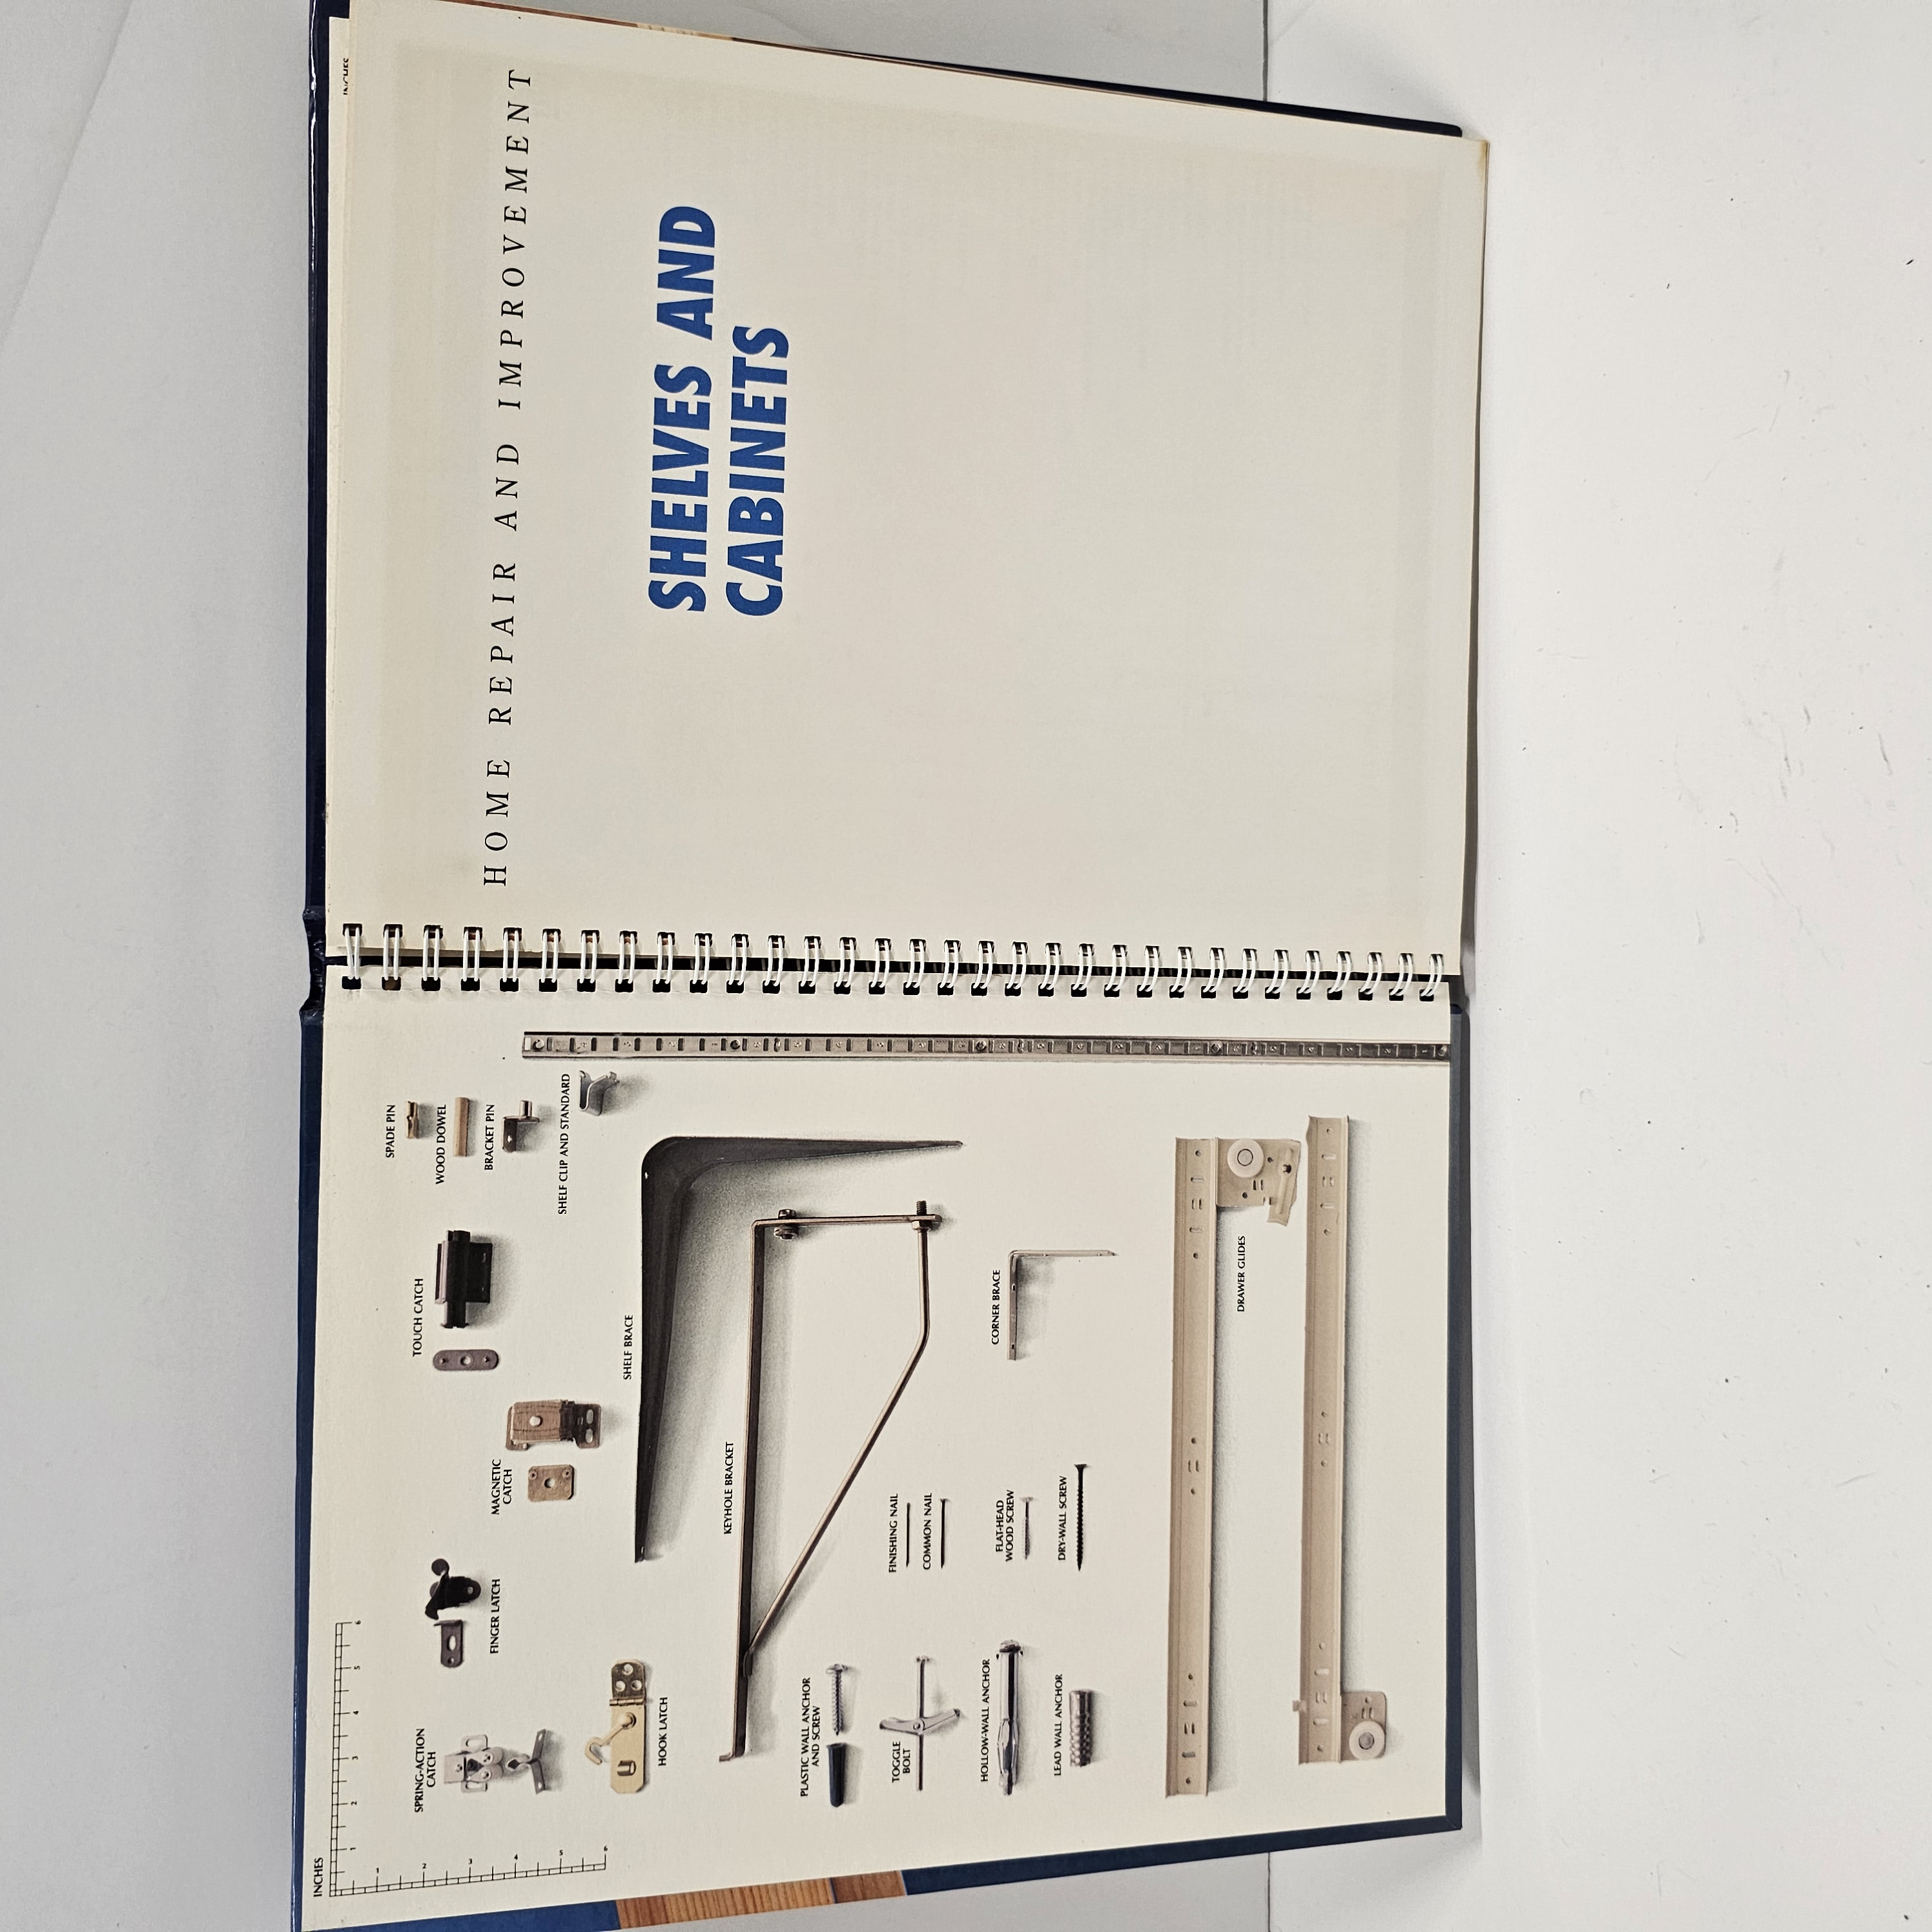 INCHES
1 2 3 4 5 6
1
2
3
4
5
6
SPRING-ACTION
CATCH
FINGER LATCH
MAGNETIC
CATCH
TOUCH CATCH
SPADE PIN
WOOD DOWEL
BRACKET PIN
SHELF CLIP AND STANDARD
HOOK LATCH
SHELF BRACE
KEYHOLE BRACKET
PLASTIC WALL ANCHOR
AND SCREW
TOGGLE
BOLT
FINISHING NAIL
COMMON NAIL
HOLLOW-WALL ANCHOR
FLAT-HEAD
WOOD SCREW
CORNER BRACE
LEAD WALL ANCHOR
DRY-WALL SCREW
DRAWER GLIDES
INCHES
HOME REPAIR AND IMPROVEMENT
SHELVES AND
CABINETS